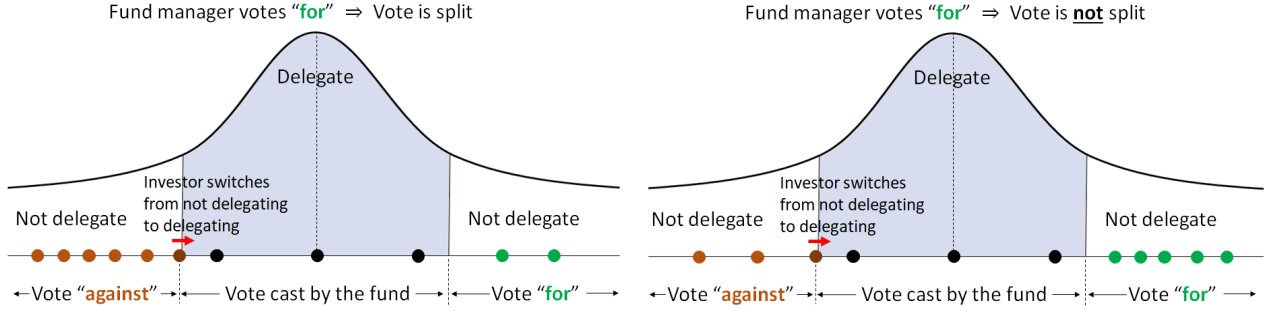 Fund manager votes “for” ⇒ Vote is split
Delegate
Investor switches
from not delegating
to delegating
Not delegate
Not delegate
Vote “against”
Vote cast by the fund
Vote “for”
Fund manager votes “for” ⇒ Vote is not split
Delegate
Investor switches
from not delegating
to delegating
Not delegate
Not delegate
Vote “against”
Vote cast by the fund
Vote “for”